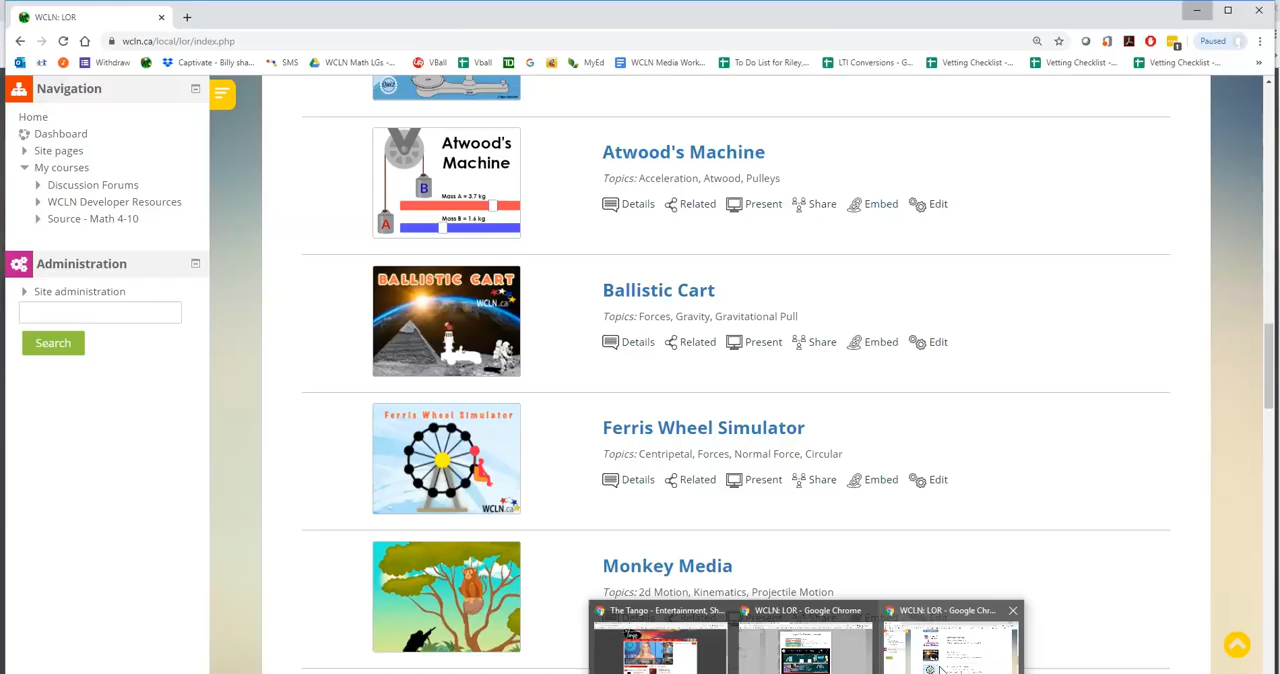 WCLN: LOR
wcln.ca/local/lor/index.php
Paused
Withdraw
Captivate - Billy sha...
SMS
WCLN Math LGs -...
VBall
Vball
MyEd
WCLN Media Work...
To Do List for Riley,...
LTI Conversions - G...
Vetting Checklist -...
Vetting Checklist -...
Vetting Checklist -...
Navigation
Home
Dashboard
Site pages
My courses
Discussion Forums
WCLN Developer Resources
Source - Math 4-10
Administration
Site administration
Search
Quiz
Atwood's
Machine
B
Mass A = 3.7 kg
Mass B = 1.6 kg
A
Atwood's Machine
Topics: Acceleration, Atwood, Pulleys
Details Related Present Share Embed Edit
BALLISTIC CART
WCLN.ca
Ballistic Cart
Topics: Forces, Gravity, Gravitational Pull
Details Related Present Share Embed Edit
Ferris Wheel Simulator
WCLN.ca
Ferris Wheel Simulator
Topics: Centripetal, Forces, Normal Force, Circular
Details Related Present Share Embed Edit
Monkey Media
Topics: 2d Motion, Kinematics, Projectile Motion
The Tango - Entertainment, Sh...
WCLN: LOR - Google Chrome
WCLN: LOR - Google Chr...